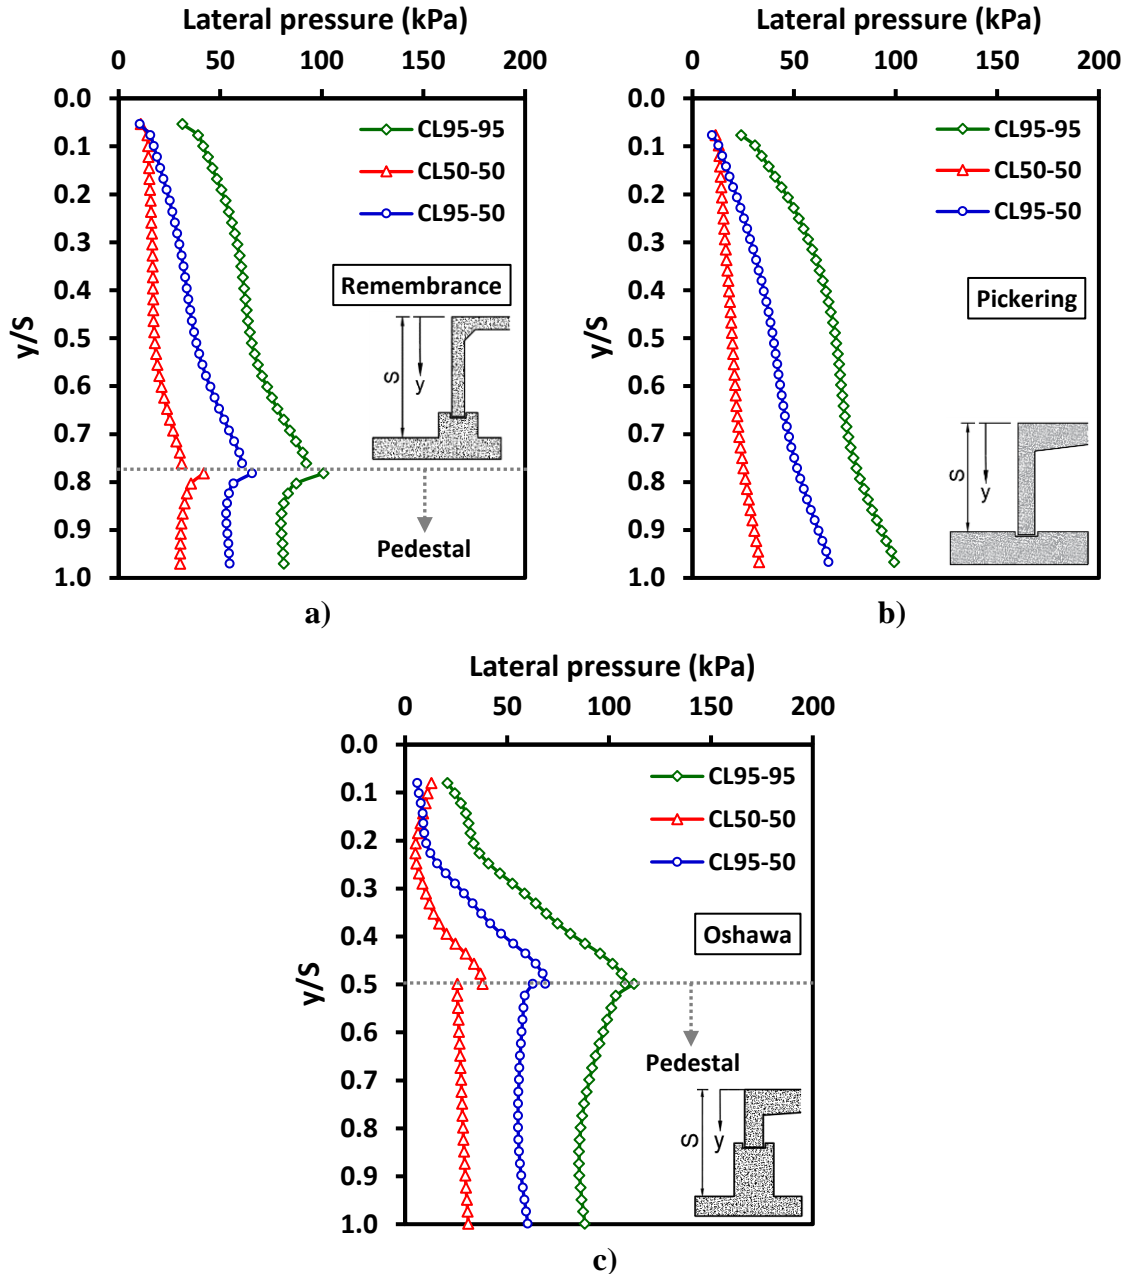 Lateral pressure (kPa)
0 50 100 150 200
0.0
0.1
0.2
0.3
0.4
0.5
0.6
0.7
0.8
0.9
1.0
y/S
CL95-95
CL50-50
CL95-50
Remembrance
S
y
Pedestal
a)
Lateral pressure (kPa)
0 50 100 150 200
0.0
0.1
0.2
0.3
0.4
0.5
0.6
0.7
0.8
0.9
1.0
y/S
CL95-95
CL50-50
CL95-50
Pickering
S
y
b)
Lateral pressure (kPa)
0 50 100 150 200
0.0
0.1
0.2
0.3
0.4
0.5
0.6
0.7
0.8
0.9
1.0
y/S
CL95-95
CL50-50
CL95-50
Oshawa
Pedestal
S
y
c)